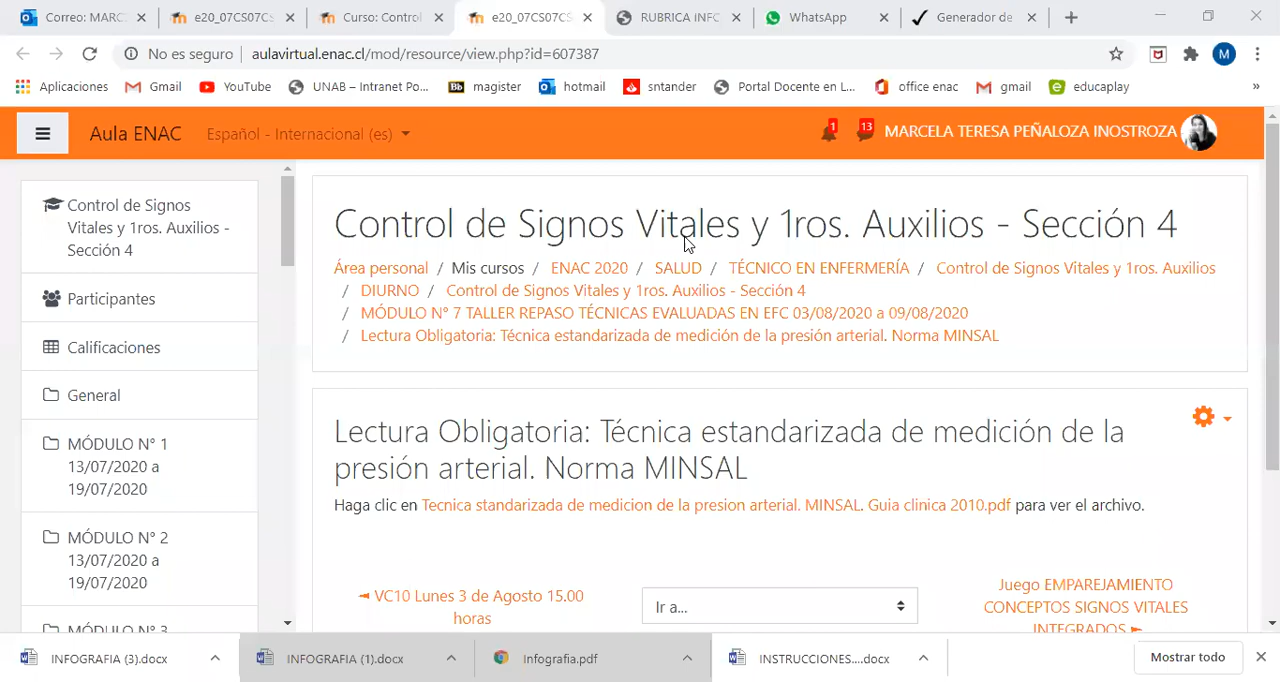 Correo: MARC
e20_07CS07CS
Curso: Control
e20_07CS07CS
RUBRICA INFO
WhatsApp
Generador de
No es seguro
aulavirtual.enac.cl/mod/resource/view.php?id=607387
M
Aplicaciones
Gmail
YouTube
UNAB – Intranet Po...
Bb magister
hotmail
sntander
Portal Docente en L...
office enac
gmail
educaplay
»
Aula ENAC
Español - Internacional (es)
1
13
MARCELA TERESA PEÑALOZA INOSTROZA
Control de Signos
Vitales y 1ros. Auxilios -
Sección 4
Participantes
Calificaciones
General
MÓDULO N° 1
13/07/2020 a
19/07/2020
MÓDULO N° 2
13/07/2020 a
19/07/2020
MÓDULO N° 3
Control de Signos Vitales y 1ros. Auxilios - Sección 4
Área personal / Mis cursos / ENAC 2020 / SALUD / TÉCNICO EN ENFERMERÍA / Control de Signos Vitales y 1ros. Auxilios
/ DIURNO / Control de Signos Vitales y 1ros. Auxilios - Sección 4
/ MÓDULO N° 7 TALLER REPASO TÉCNICAS EVALUADAS EN EFC 03/08/2020 a 09/08/2020
/ Lectura Obligatoria: Técnica estandarizada de medición de la presión arterial. Norma MINSAL
Lectura Obligatoria: Técnica estandarizada de medición de la
presión arterial. Norma MINSAL
Haga clic en Tecnica standarizada de medicion de la presion arterial. MINSAL. Guia clinica 2010.pdf para ver el archivo.
◄ VC10 Lunes 3 de Agosto 15.00
horas
Ir a...
Juego EMPAREJAMIENTO
CONCEPTOS SIGNOS VITALES
INTEGRADOS ►
INFOGRAFIA (3).docx
INFOGRAFIA (1).docx
Infografia.pdf
INSTRUCCIONES....docx
Mostrar todo